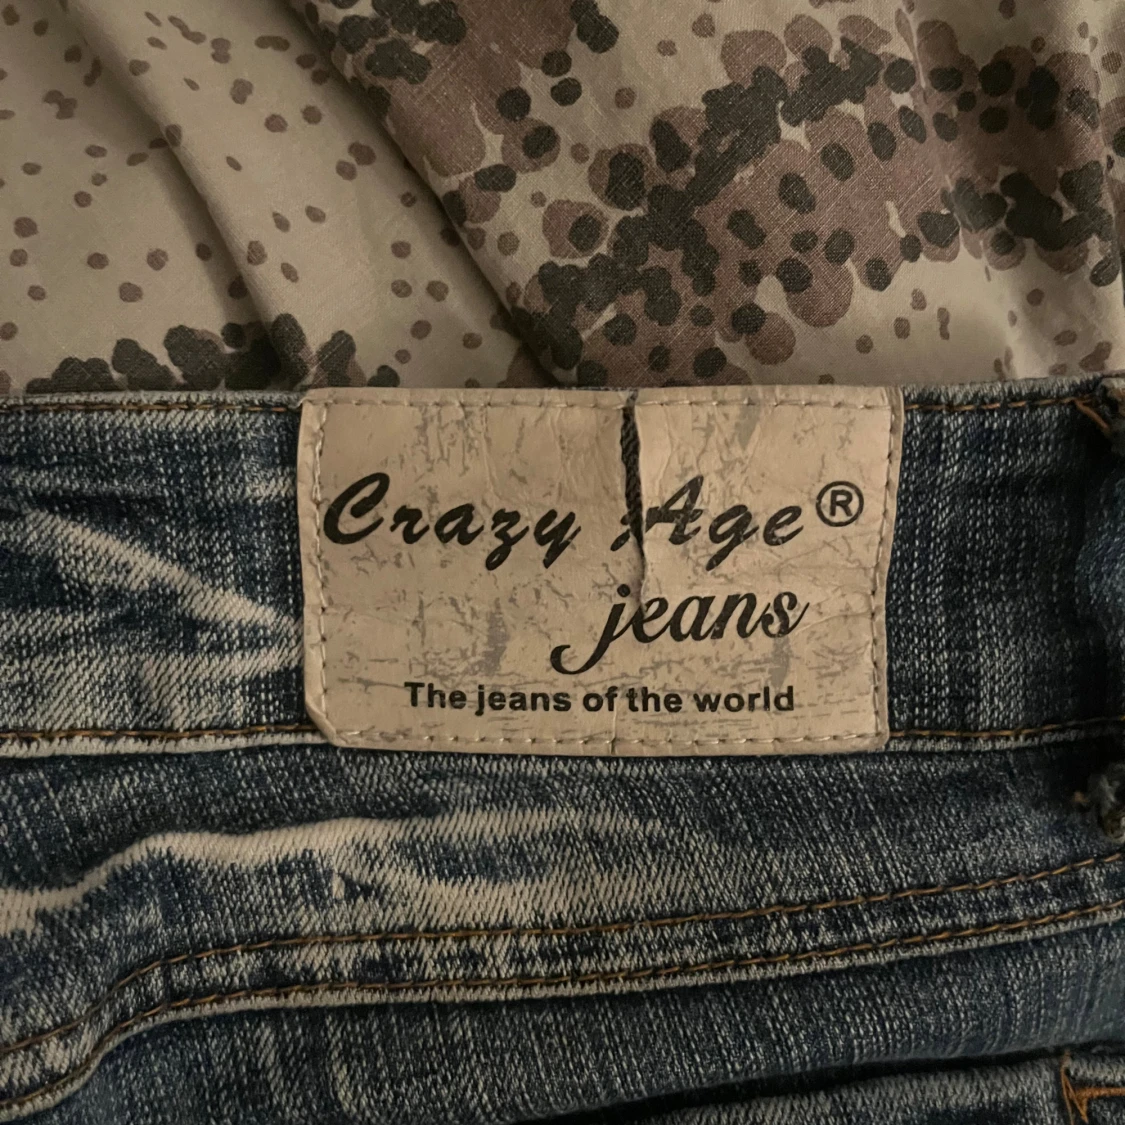 Crazy Age®
jeans
The jeans of the world